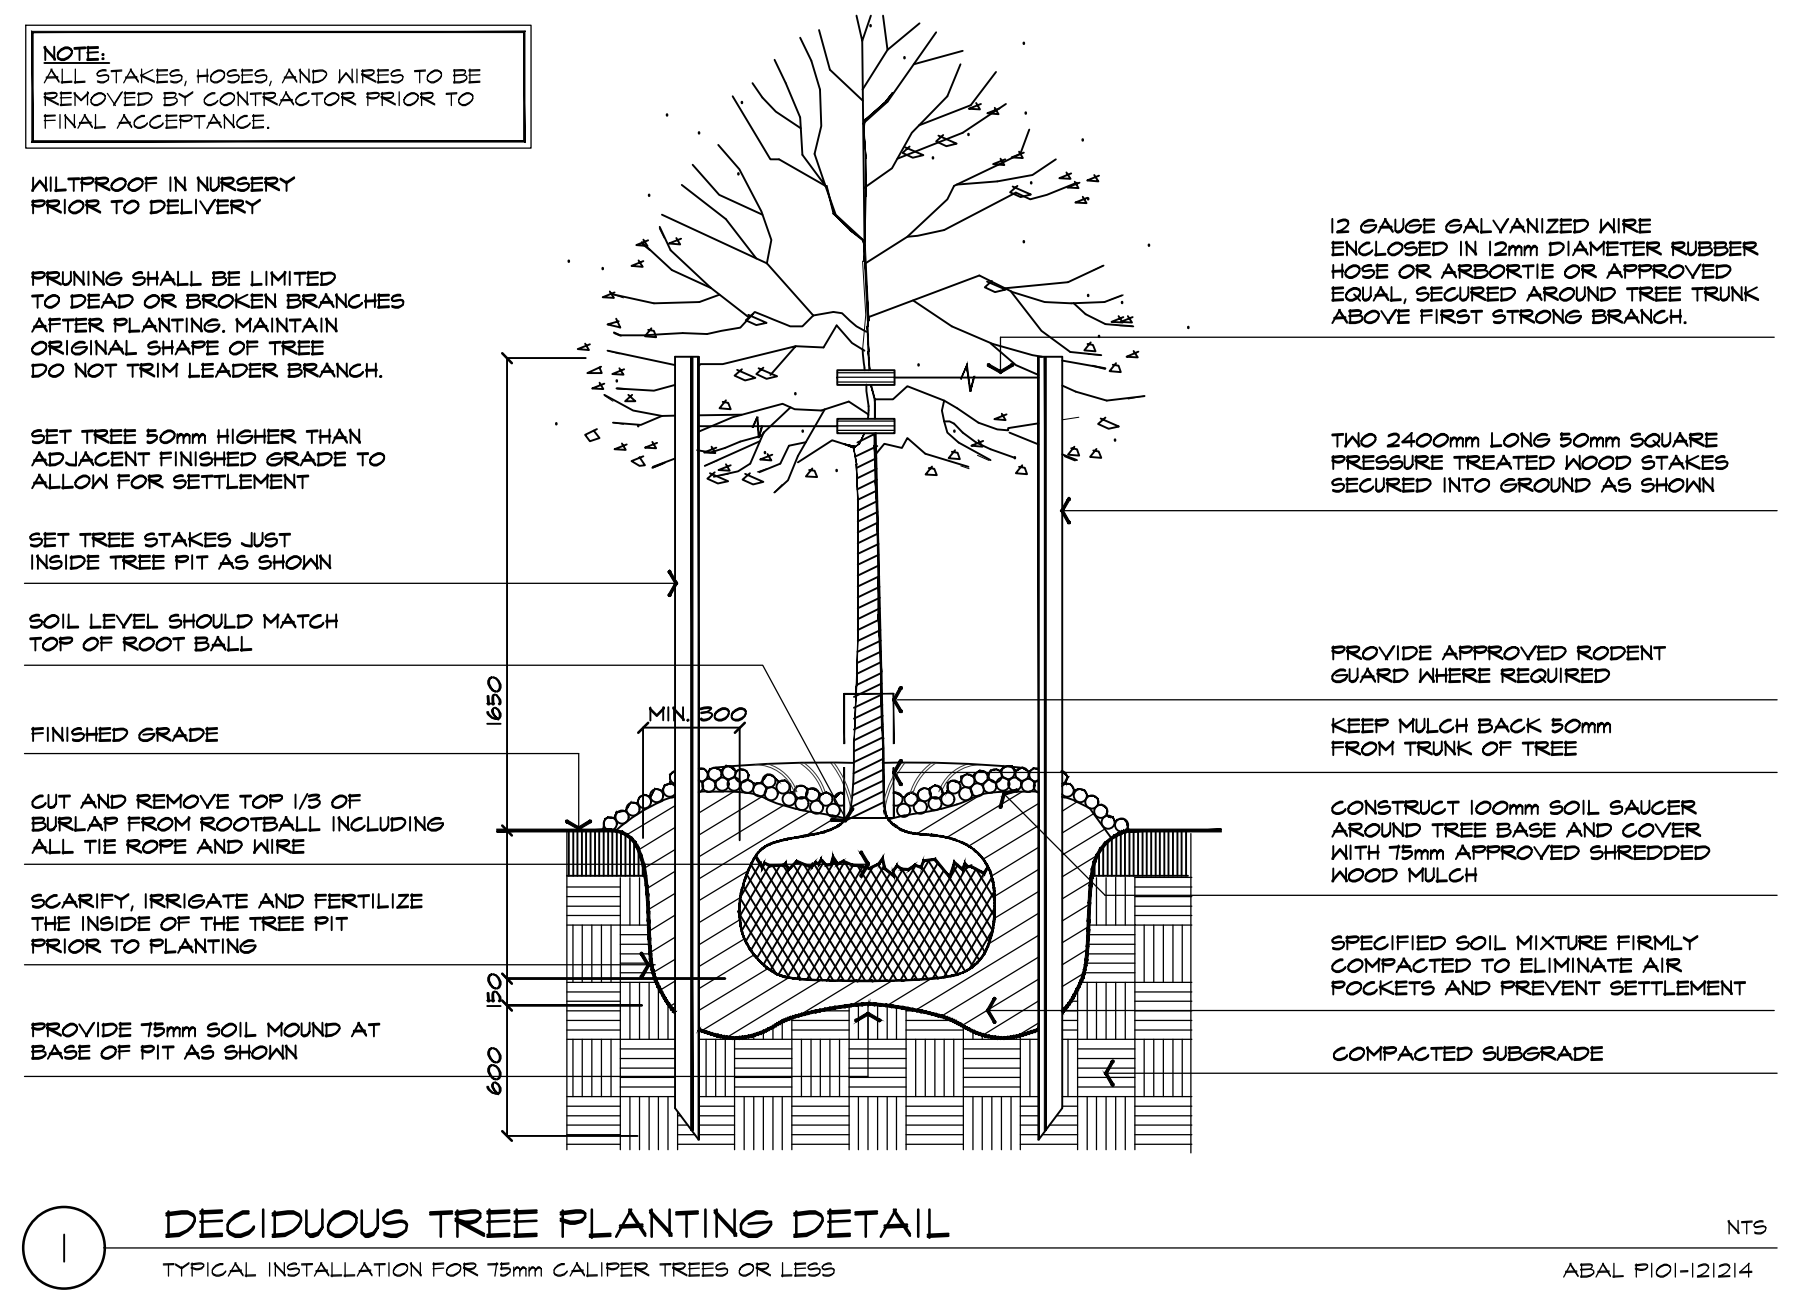 NOTE:
ALL STAKES, HOSES, AND WIRES TO BE
REMOVED BY CONTRACTOR PRIOR TO
FINAL ACCEPTANCE.
WILTPROOF IN NURSERY
PRIOR TO DELIVERY
PRUNING SHALL BE LIMITED
TO DEAD OR BROKEN BRANCHES
AFTER PLANTING. MAINTAIN
ORIGINAL SHAPE OF TREE
DO NOT TRIM LEADER BRANCH.
SET TREE 50mm HIGHER THAN
ADJACENT FINISHED GRADE TO
ALLOW FOR SETTLEMENT
SET TREE STAKES JUST
INSIDE TREE PIT AS SHOWN
SOIL LEVEL SHOULD MATCH
TOP OF ROOT BALL
FINISHED GRADE
CUT AND REMOVE TOP 1/3 OF
BURLAP FROM ROOTBALL INCLUDING
ALL TIE ROPE AND WIRE
SCARIFY, IRRIGATE AND FERTILIZE
THE INSIDE OF THE TREE PIT
PRIOR TO PLANTING
PROVIDE 75mm SOIL MOUND AT
BASE OF PIT AS SHOWN
1650
MIN. 300
150
600
12 GAUGE GALVANIZED WIRE
ENCLOSED IN 12mm DIAMETER RUBBER
HOSE OR ARBORTIE OR APPROVED
EQUAL, SECURED AROUND TREE TRUNK
ABOVE FIRST STRONG BRANCH.
TWO 2400mm LONG 50mm SQUARE
PRESSURE TREATED WOOD STAKES
SECURED INTO GROUND AS SHOWN
PROVIDE APPROVED RODENT
GUARD WHERE REQUIRED
KEEP MULCH BACK 50mm
FROM TRUNK OF TREE
CONSTRUCT 100mm SOIL SAUCER
AROUND TREE BASE AND COVER
WITH 75mm APPROVED SHREDDED
WOOD MULCH
SPECIFIED SOIL MIXTURE FIRMLY
COMPACTED TO ELIMINATE AIR
POCKETS AND PREVENT SETTLEMENT
COMPACTED SUBGRADE
1
DECIDUOUS TREE PLANTING DETAIL
NTS
TYPICAL INSTALLATION FOR 75mm CALIPER TREES OR LESS
ABAL P101-121214